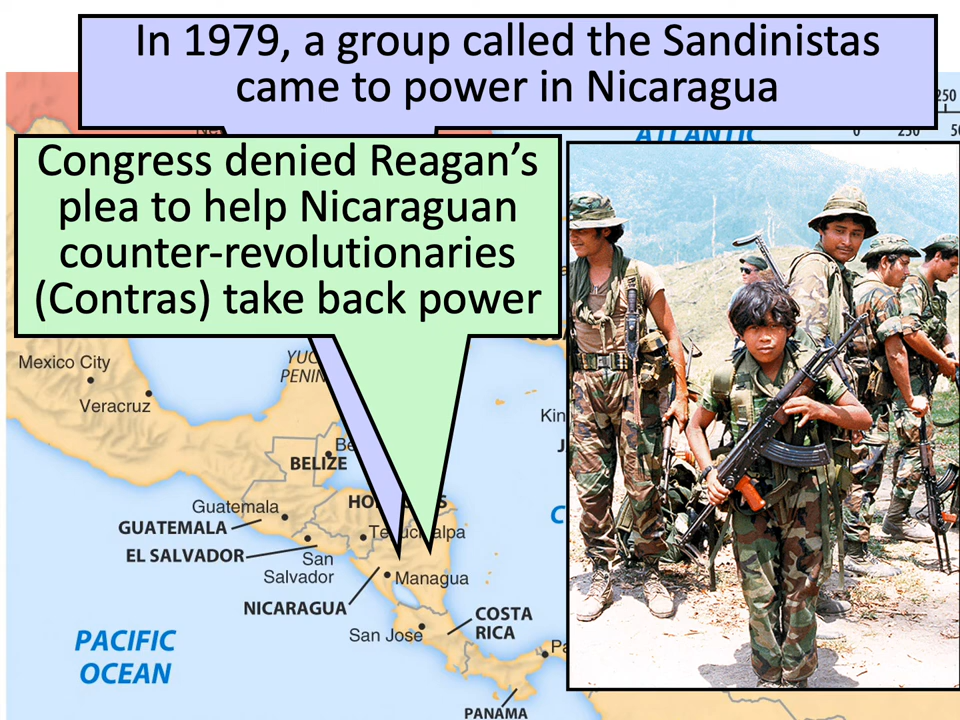 In 1979, a group called the Sandinistas
came to power in Nicaragua
250
0 250
ATLANTIC
Congress denied Reagan’s
plea to help Nicaraguan
counter-revolutionaries
(Contras) take back power
Mexico City
Veracruz
BELIZE
Guatemala
GUATEMALA
EL SALVADOR
San
Salvador
Managua
NICARAGUA
COSTA
RICA
San Jose
PACIFIC
OCEAN
PANAMA